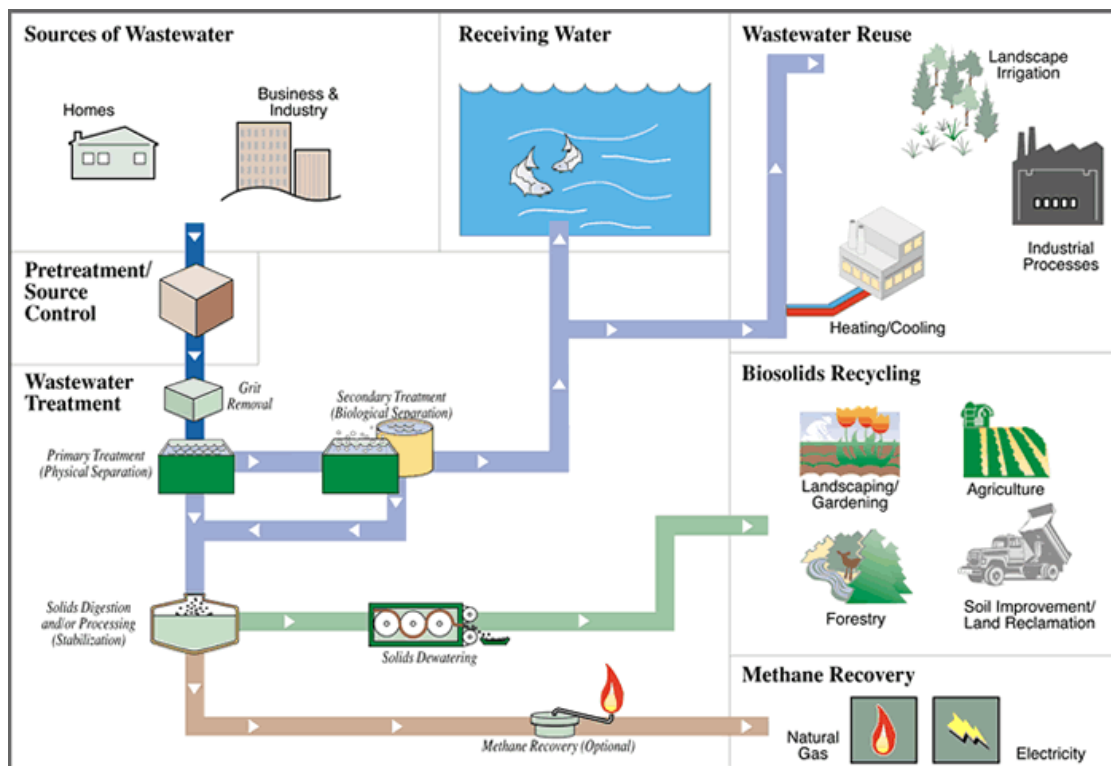 Sources of Wastewater
Homes
Business &
Industry
Receiving Water
Wastewater Reuse
Landscape
Irrigation
Industrial
Processes
Heating/Cooling
Pretreatment/
Source
Control
Wastewater
Treatment
Grit
Removal
Primary Treatment
(Physical Separation)
Secondary Treatment
(Biological Separation)
Solids Digestion
and/or Processing
(Stabilization)
Solids Dewatering
Methane Recovery (Optional)
Biosolids Recycling
Landscaping/
Gardening
Agriculture
Forestry
Soil Improvement/
Land Reclamation
Methane Recovery
Natural
Gas
Electricity